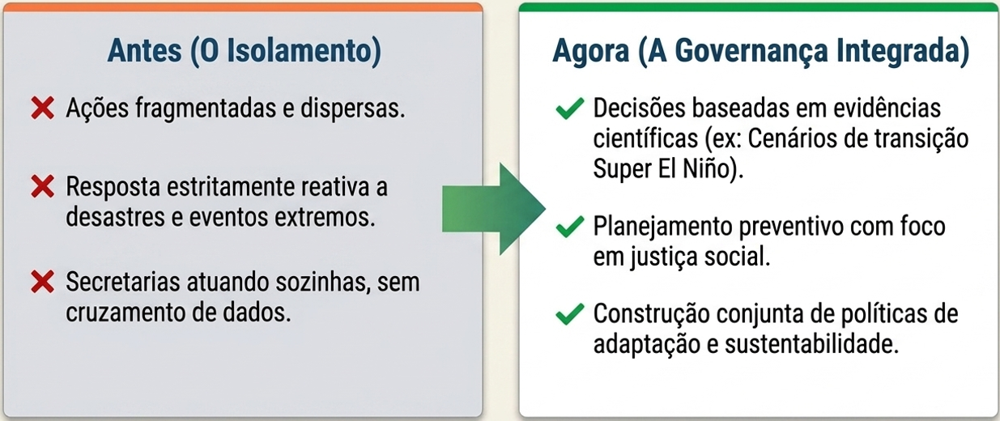 Antes (O Isolamento)
Ações fragmentadas e dispersas.
Resposta estritamente reativa a
desastres e eventos extremos.
Secretarias atuando sozinhas, sem
cruzamento de dados.
Agora (A Governança Integrada)
Decisões baseadas em evidências
científicas (ex: Cenários de transição
Super El Niño).
Planejamento preventivo com foco
em justiça social.
Construção conjunta de políticas de
adaptação e sustentabilidade.